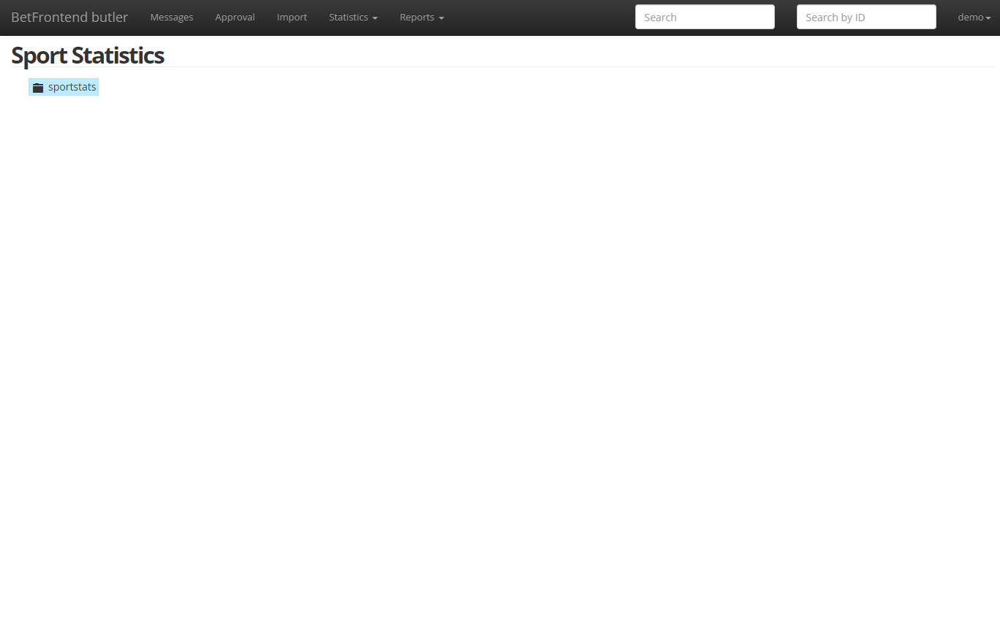 BetFrontend butler Messages Approval Import Statistics Reports Search Search by ID demo
Sport Statistics
sportstats